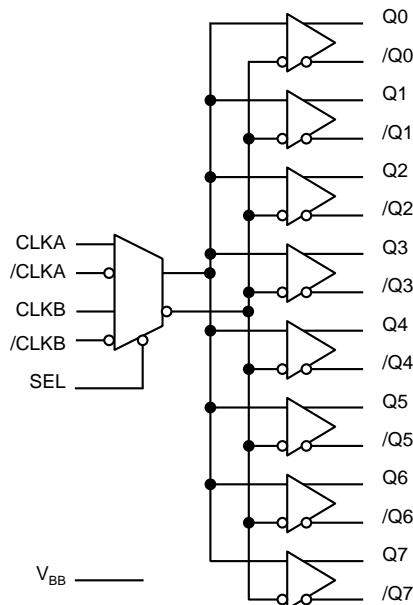 Q0
/Q0
Q1
/Q1
Q2
/Q2
CLKA
/CLKA
CLKB
/CLKB
SEL
Q3
/Q3
Q4
/Q4
Q5
/Q5
Q6
/Q6
VBB
Q7
/Q7